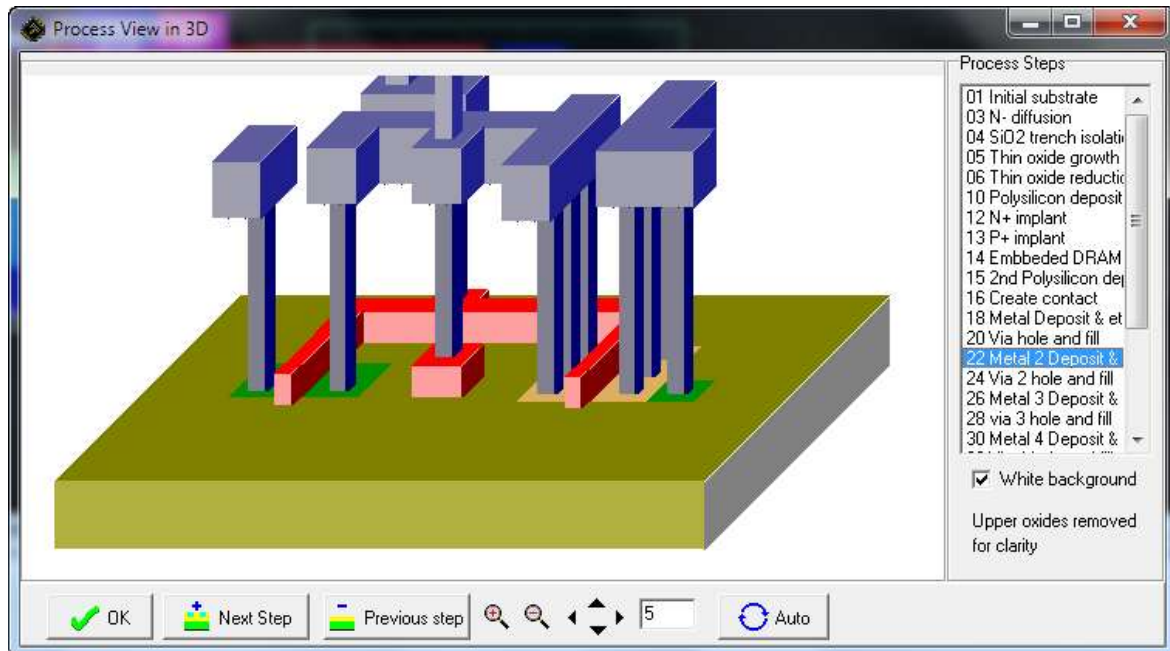 Process View in 3D
Process Steps
01 Initial substrate
03 N- diffusion
04 SiO2 trench isolati
05 Thin oxide growth
06 Thin oxide reductic
10 Polysilicon deposit
12 N+ implant
13 P+ implant
14 Embbeded DRAM
15 2nd Polysilicon dep
16 Create contact
18 Metal Deposit & et
20 Via hole and fill
22 Metal 2 Deposit &
24 Via 2 hole and fill
26 Metal 3 Deposit &
28 via 3 hole and fill
30 Metal 4 Deposit &
White background
Upper oxides removed
for clarity
OK
Next Step
Previous step
5
Auto